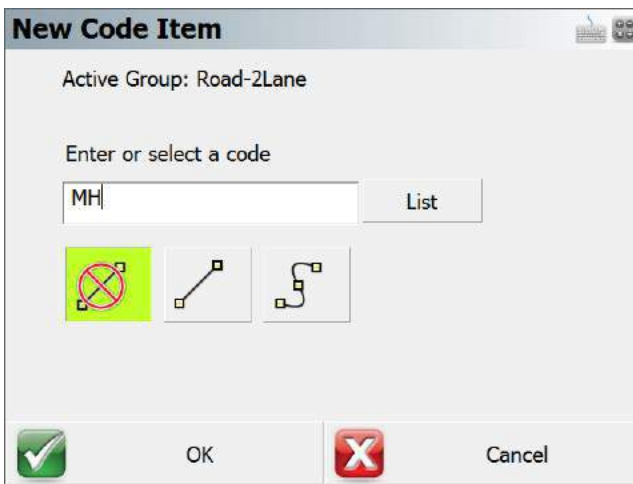 New Code Item
Active Group: Road-2Lane
Enter or select a code
MH
List
OK
Cancel